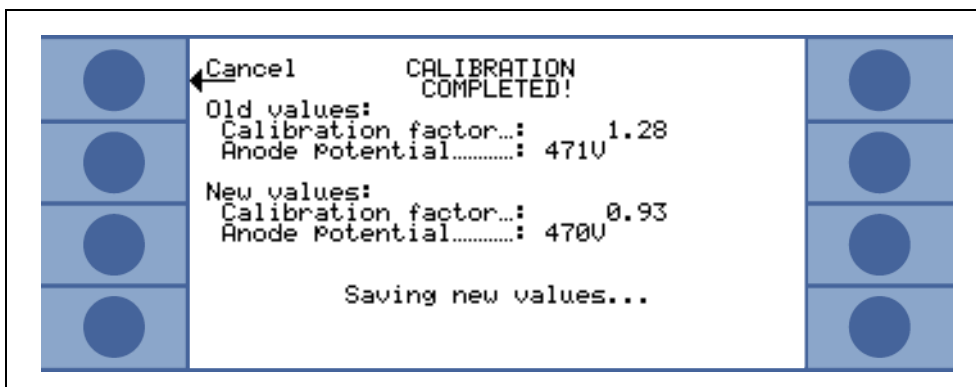 Cancel CALIBRATION
COMPLETED!
Old values:
Calibration factor…: 1.28
Anode Potential…………: 471V
New values:
Calibration factor…: 0.93
Anode Potential…………: 470V
Saving new values...